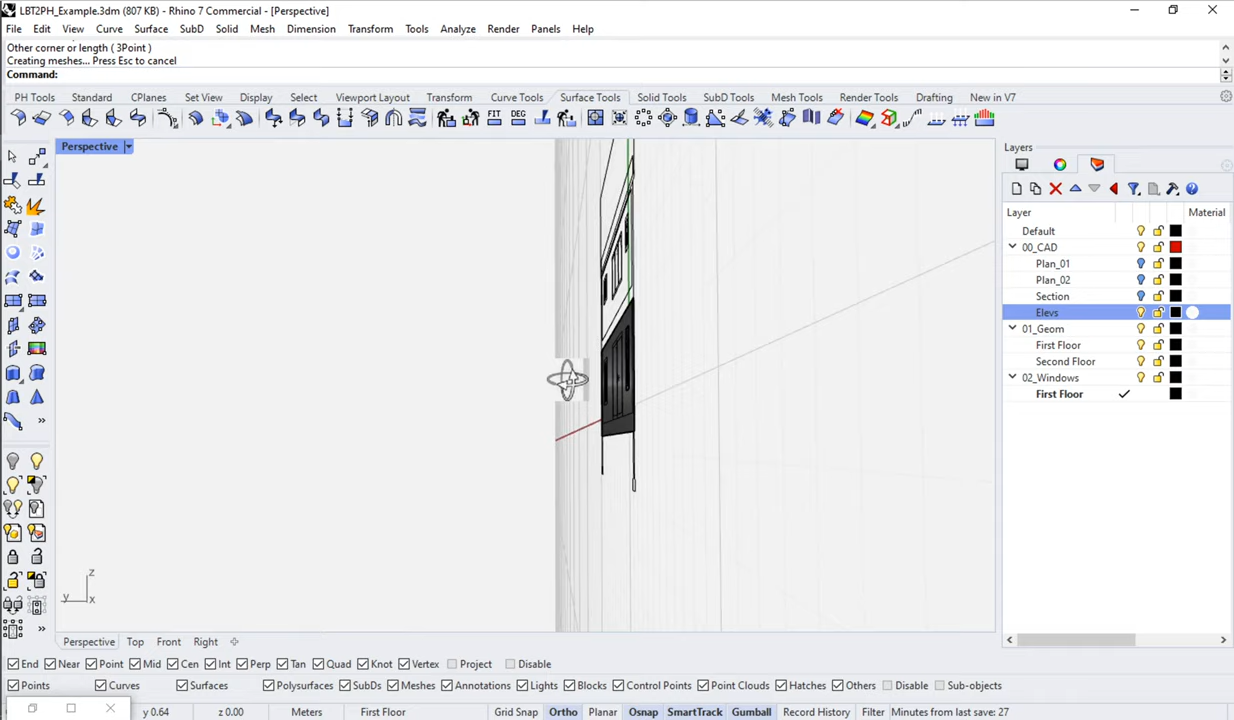 LBT2PH_Example.3dm (807 KB) - Rhino 7 Commercial - [Perspective]
File Edit View Curve Surface SubD Solid Mesh Dimension Transform Tools Analyze Render Panels Help
Other corner or length ( 3Point )
Creating meshes... Press Esc to cancel
Command:
PH Tools Standard CPlanes Set View Display Select Viewport Layout Transform Curve Tools Surface Tools Solid Tools SubD Tools Mesh Tools Render Tools Drafting New in V7
FIT DEG
Perspective
Layers
Layer Material
Default
00_CAD
Plan_01
Plan_02
Section
Elevs
01_Geom
First Floor
Second Floor
02_Windows
First Floor
z
y x
Perspective Top Front Right
End Near Point Mid Cen Int Perp Tan Quad Knot Vertex Project Disable
Points Curves Surfaces Polysurfaces SubDs Meshes Annotations Lights Blocks Control Points Point Clouds Hatches Others Disable Sub-objects
y 0.64 z 0.00 Meters First Floor Grid Snap Ortho Planar Osnap SmartTrack Gumball Record History Filter Minutes from last save: 27